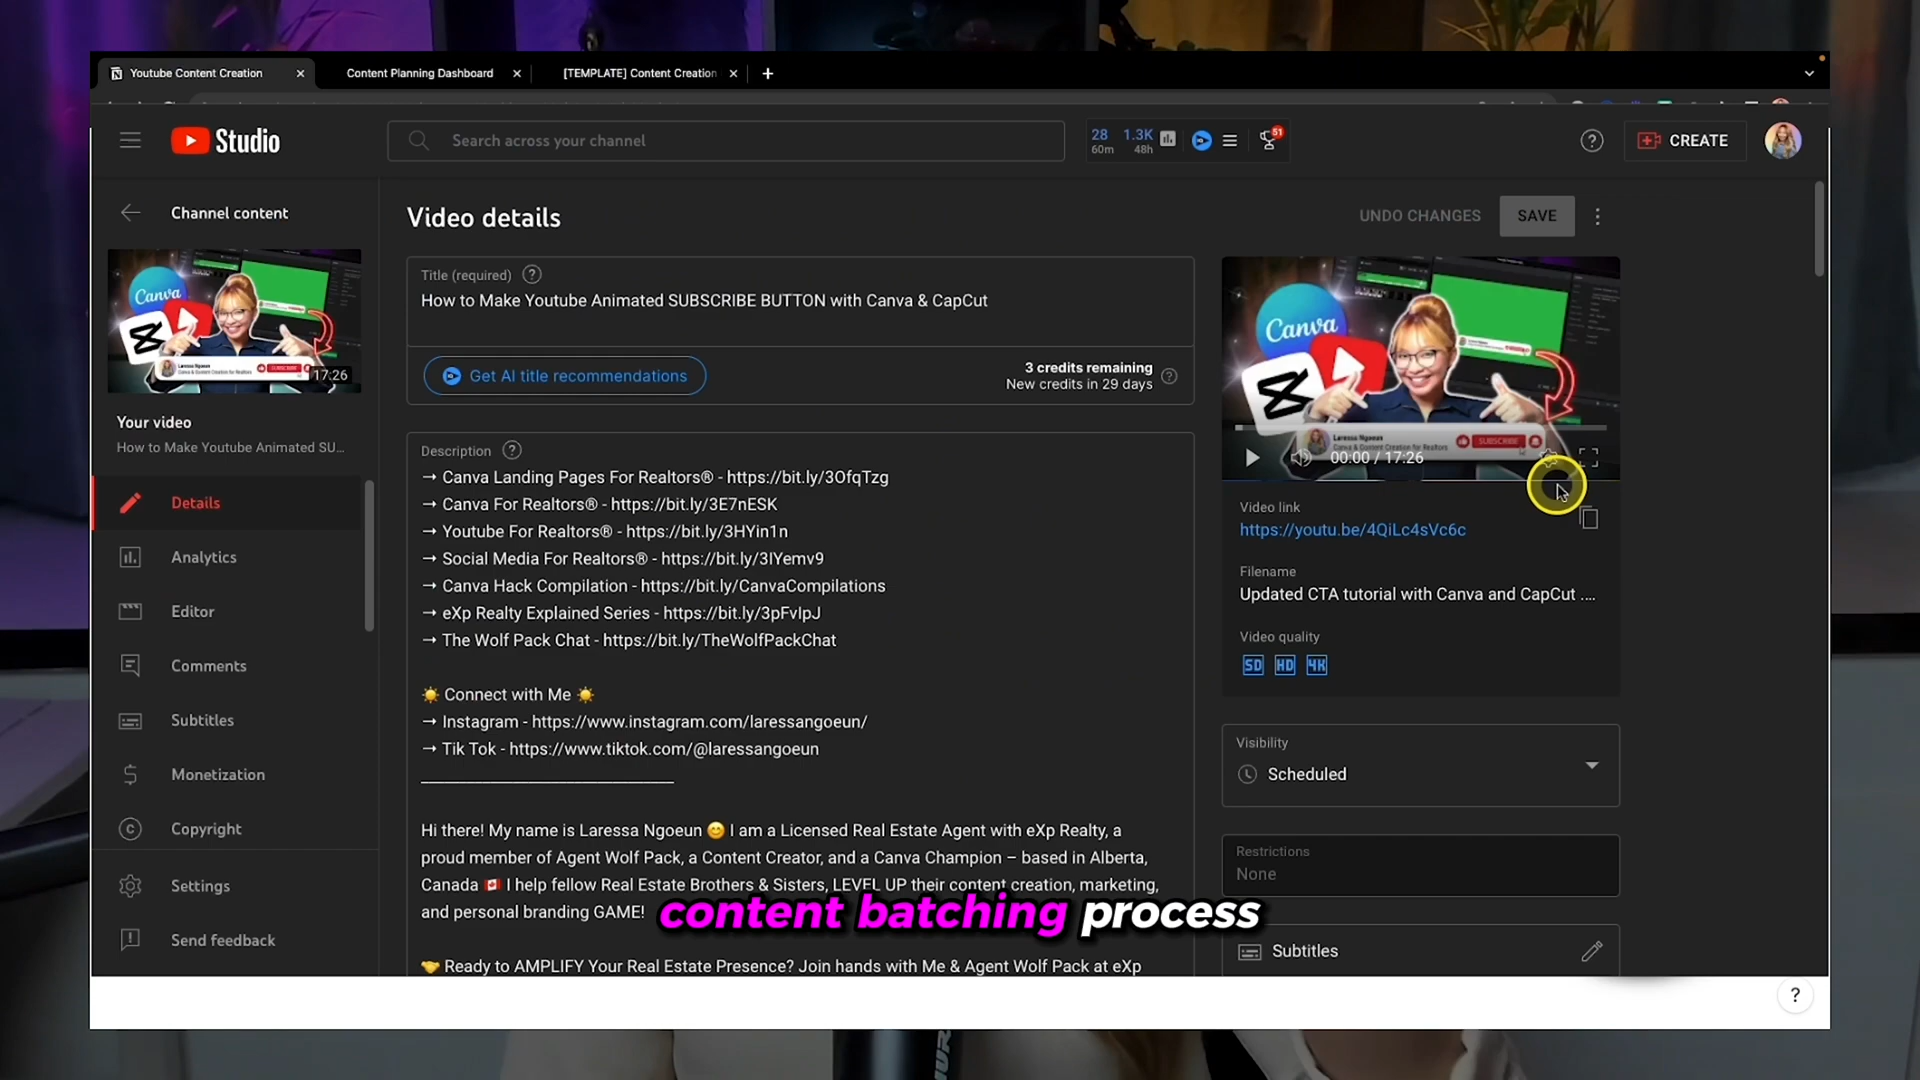 Youtube Content Creation
Content Planning Dashboard
[TEMPLATE] Content Creation
Studio
Search across your channel
28
60m
1.3K
48h
51
CREATE
Channel content
Video details
UNDO CHANGES
SAVE
Canva
17:26
Your video
How to Make Youtube Animated SU...
Details
Analytics
Editor
Comments
Subtitles
Monetization
Copyright
Settings
Send feedback
Title (required)
How to Make Youtube Animated SUBSCRIBE BUTTON with Canva & CapCut
Get AI title recommendations
3 credits remaining
New credits in 29 days
Description
→ Canva Landing Pages For Realtors® - https://bit.ly/3OfqTzg
→ Canva For Realtors® - https://bit.ly/3E7nESK
→ Youtube For Realtors® - https://bit.ly/3HYin1n
→ Social Media For Realtors® - https://bit.ly/3lYemv9
→ Canva Hack Compilation - https://bit.ly/CanvaCompilations
→ eXp Realty Explained Series - https://bit.ly/3pFvIpJ
→ The Wolf Pack Chat - https://bit.ly/TheWolfPackChat
☀️ Connect with Me ☀️
→ Instagram - https://www.instagram.com/laressangoeun/
→ Tik Tok - https://www.tiktok.com/@laressangoeun
Hi there! My name is Laressa Ngoeun 😊 I am a Licensed Real Estate Agent with eXp Realty, a
proud member of Agent Wolf Pack, a Content Creator, and a Canva Champion – based in Alberta,
Canada 🇨🇦 I help fellow Real Estate Brothers & Sisters, LEVEL UP their content creation, marketing,
and personal branding GAME!
🤝 Ready to AMPLIFY Your Real Estate Presence? Join hands with Me & Agent Wolf Pack at eXp
Canva
Laressa Ngoeun
Canva & Content Creation for Realtors
SUBSCRIBE
00:00 / 17:26
Video link
https://youtu.be/4QiLc4sVc6c
Filename
Updated CTA tutorial with Canva and CapCut ....
Video quality
SD HD 4K
Visibility
Scheduled
Restrictions
None
Subtitles
content batching process